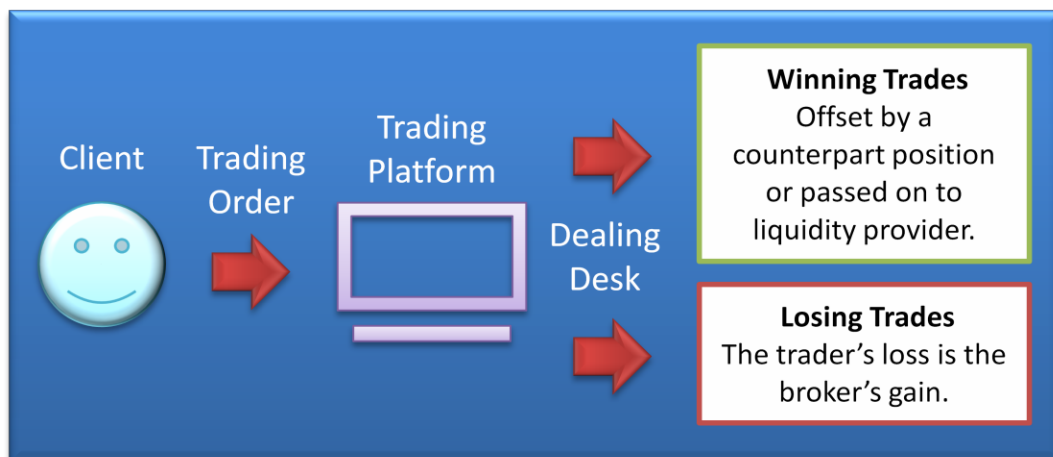 Client
Trading
Order
Trading
Platform
Dealing
Desk
Winning Trades
Offset by a
counterpart position
or passed on to
liquidity provider.
Losing Trades
The trader’s loss is the
broker’s gain.